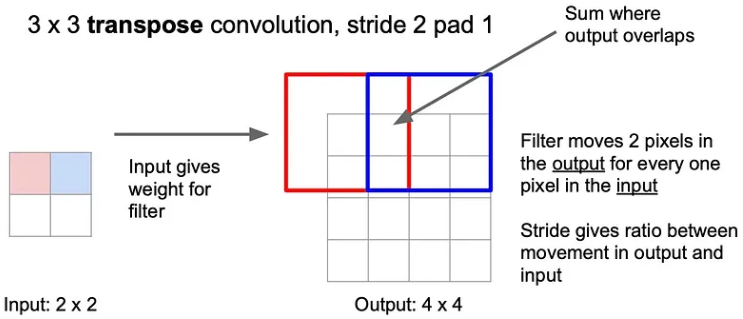 3 x 3 transpose convolution, stride 2 pad 1
Sum where
output overlaps
Input gives
weight for
filter
Filter moves 2 pixels in
the output for every one
pixel in the input
Stride gives ratio between
movement in output and
input
Input: 2 x 2
Output: 4 x 4